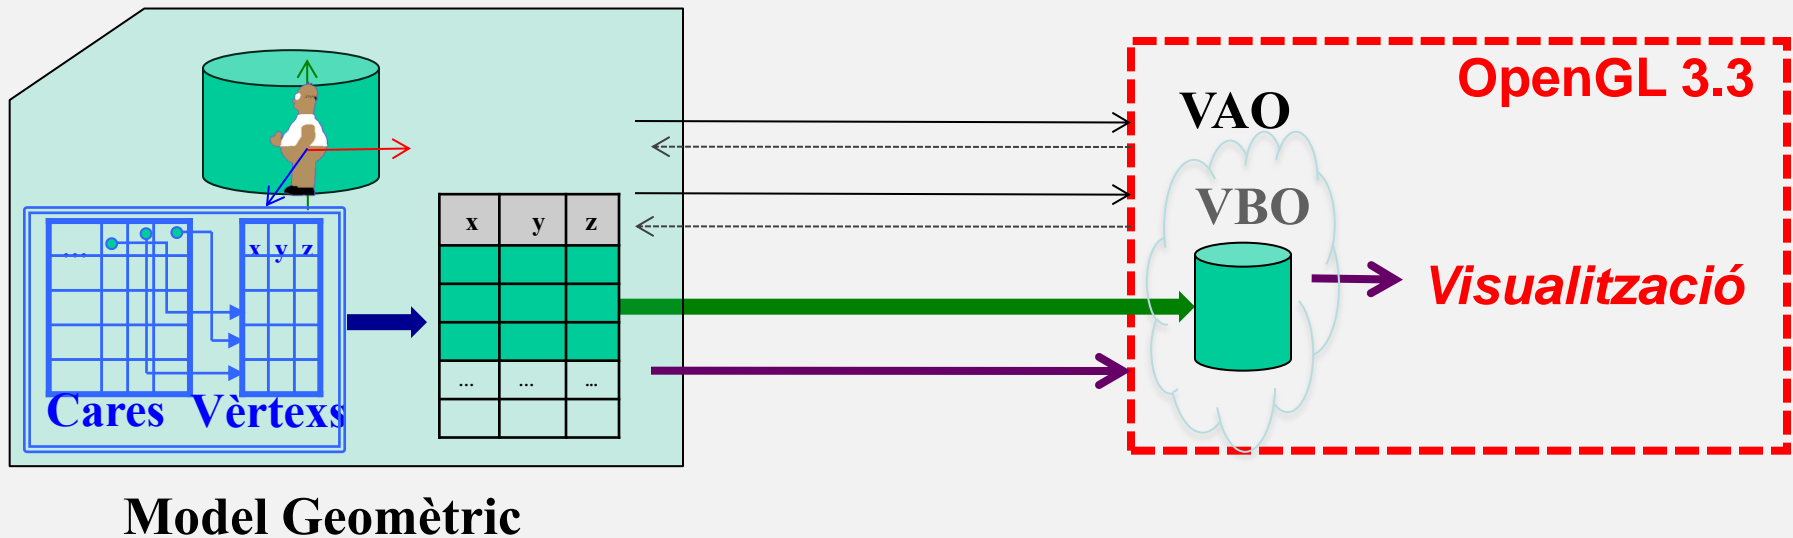 OpenGL 3.3
VAO
VBO
x y z
... x y z
Visualització
... ... ...
Cares Vèrtexs
Model Geomètric